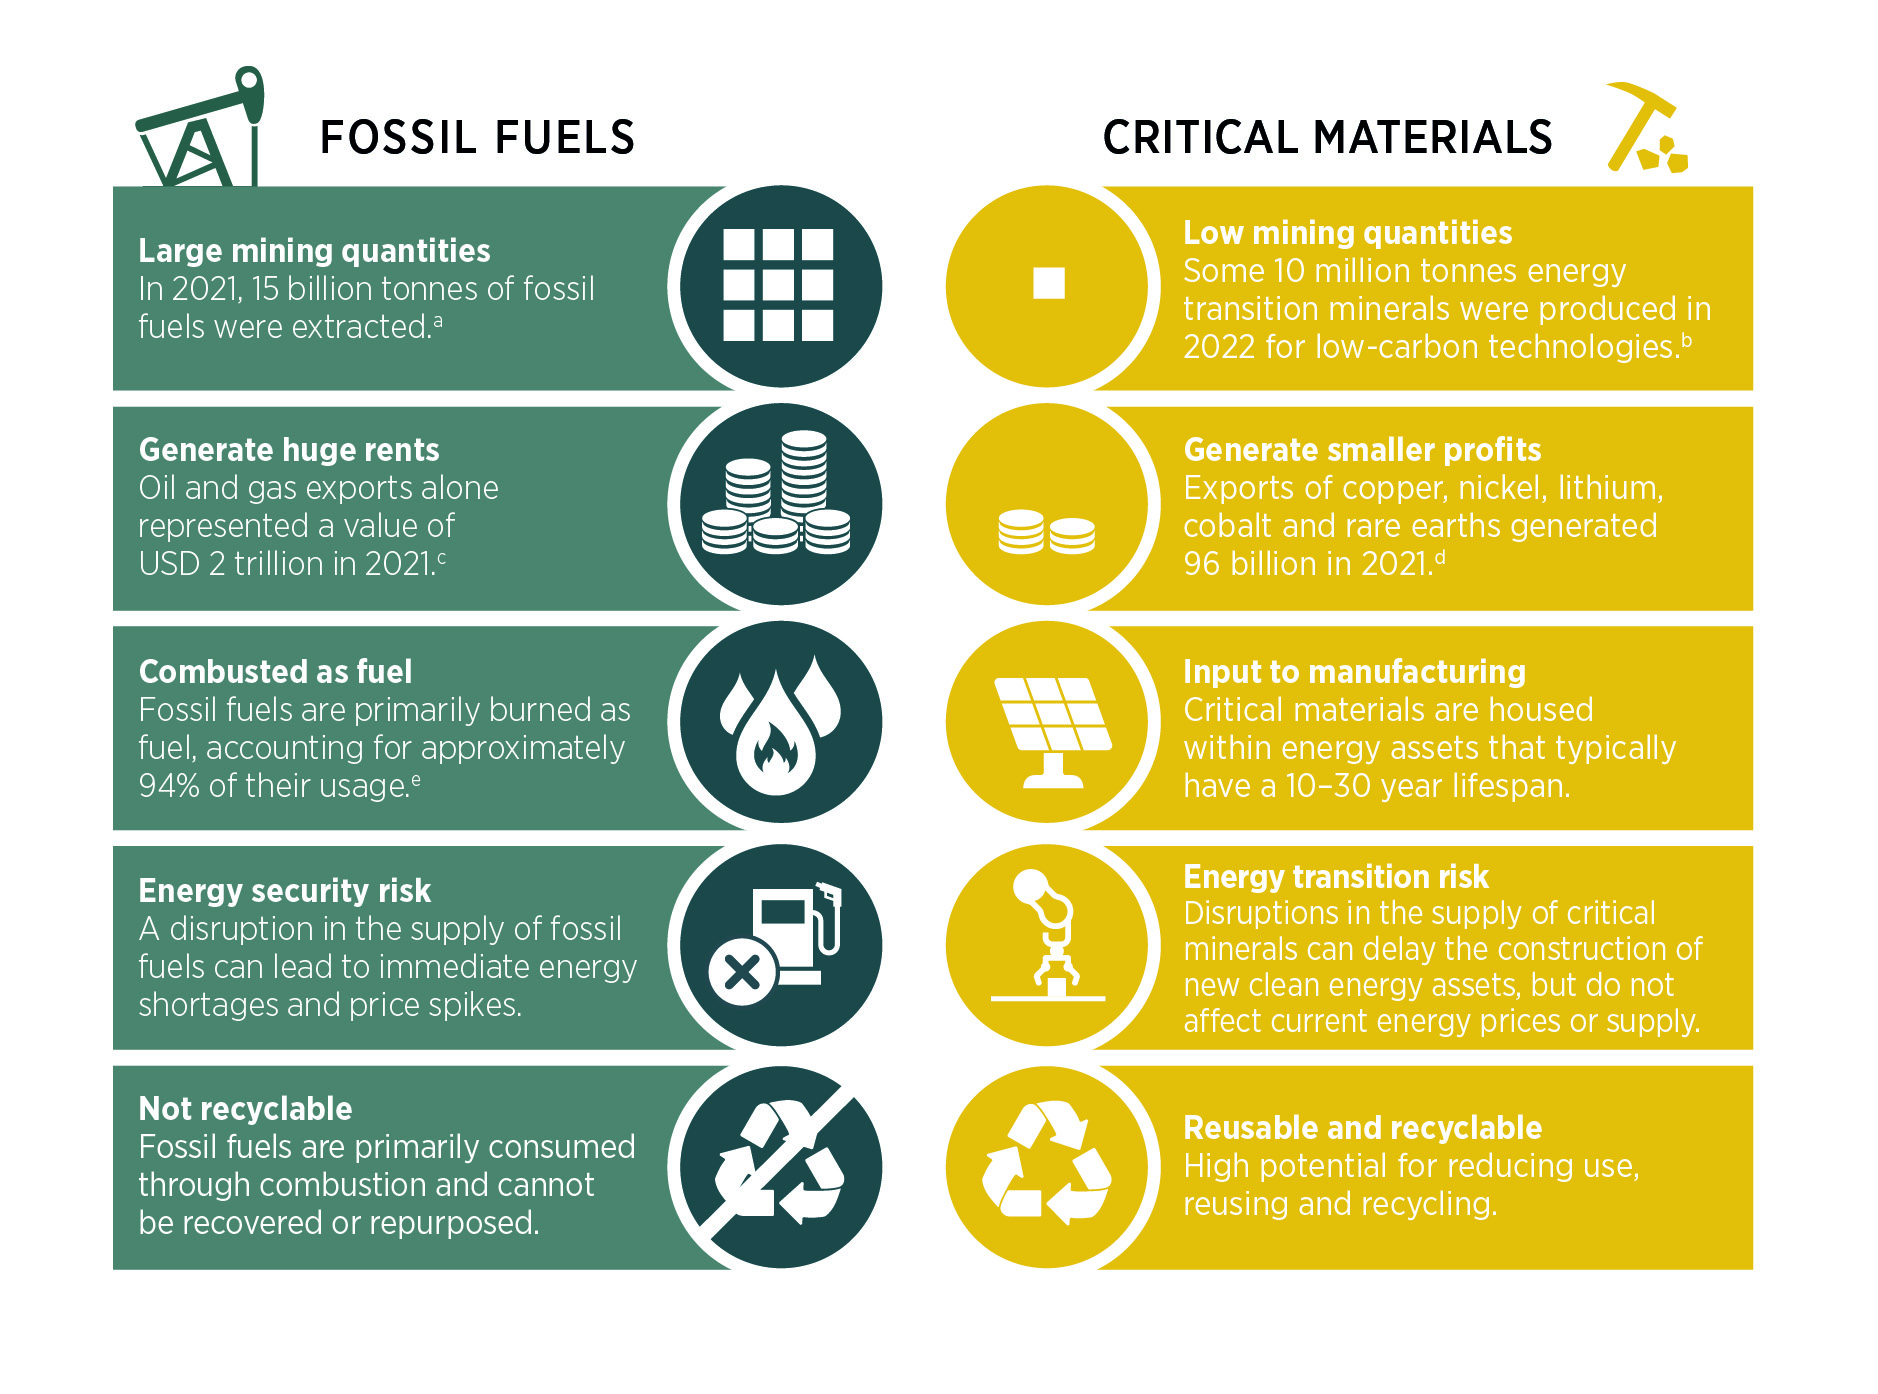 FOSSIL FUELS
Large mining quantities
In 2021, 15 billion tonnes of fossil
fuels were extracted.a
Generate huge rents
Oil and gas exports alone
represented a value of
USD 2 trillion in 2021.c
Combusted as fuel
Fossil fuels are primarily burned as
fuel, accounting for approximately
94% of their usage.e
Energy security risk
A disruption in the supply of fossil
fuels can lead to immediate energy
shortages and price spikes.
Not recyclable
Fossil fuels are primarily consumed
through combustion and cannot
be recovered or repurposed.
CRITICAL MATERIALS
Low mining quantities
Some 10 million tonnes energy
transition minerals were produced in
2022 for low-carbon technologies.b
Generate smaller profits
Exports of copper, nickel, lithium,
cobalt and rare earths generated
96 billion in 2021.d
Input to manufacturing
Critical materials are housed
within energy assets that typically
have a 10–30 year lifespan.
Energy transition risk
Disruptions in the supply of critical
minerals can delay the construction of
new clean energy assets, but do not
affect current energy prices or supply.
Reusable and recyclable
High potential for reducing use,
reusing and recycling.